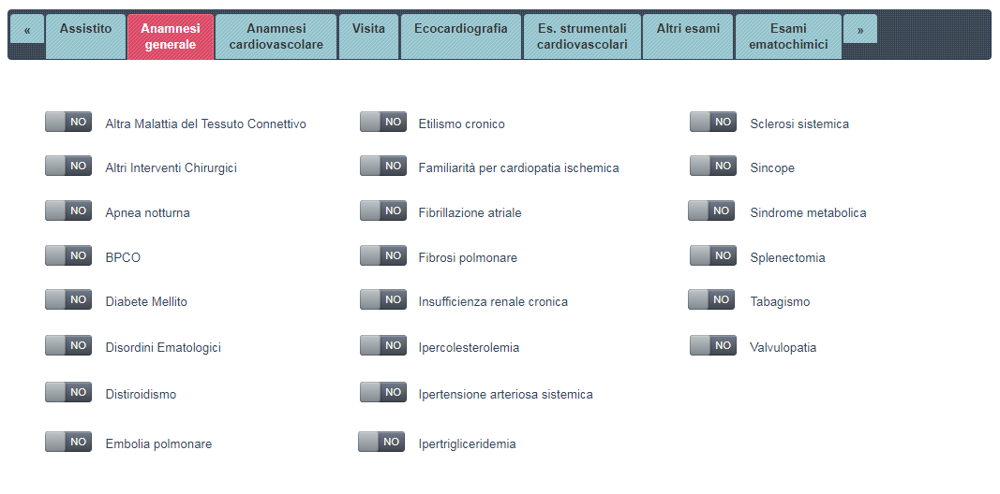 «
Assistito
Anamnesi
generale
Anamnesi
cardiovascolare
Visita
Ecocardiografia
Es. strumentali
cardiovascolari
Altri esami
Esami
ematochimici
»
NO Altra Malattia del Tessuto Connettivo
NO Altri Interventi Chirurgici
NO Apnea notturna
NO BPCO
NO Diabete Mellito
NO Disordini Ematologici
NO Distiroidismo
NO Embolia polmonare
NO Etilismo cronico
NO Familiarità per cardiopatia ischemica
NO Fibrillazione atriale
NO Fibrosi polmonare
NO Insufficienza renale cronica
NO Ipercolesterolemia
NO Ipertensione arteriosa sistemica
NO Ipertrigliceridemia
NO Sclerosi sistemica
NO Sincope
NO Sindrome metabolica
NO Splenectomia
NO Tabagismo
NO Valvulopatia